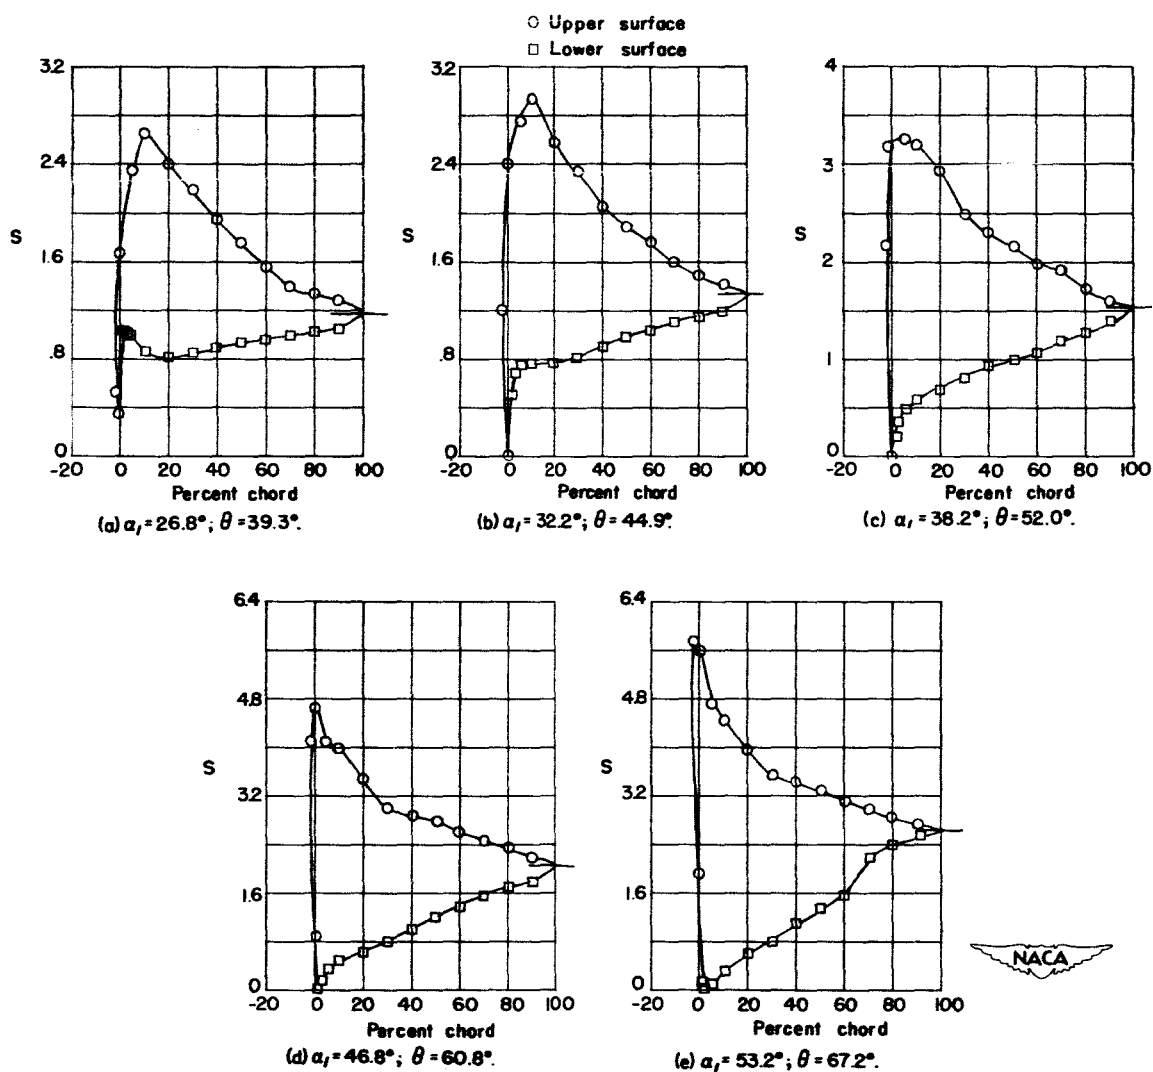 ○ Upper surface
□ Lower surface
3.2
2.4
S
1.6
.8
0
-20 0 20 40 60 80 100
Percent chord
(a) α₁ = 26.8°; θ = 39.3°.
3.2
2.4
S
1.6
.8
0
-20 0 20 40 60 80 100
Percent chord
(b) α₁ = 32.2°; θ = 44.9°.
4
3
S
2
1
0
-20 0 20 40 60 80 100
Percent chord
(c) α₁ = 38.2°; θ = 52.0°.
6.4
4.8
S
3.2
1.6
0
-20 0 20 40 60 80 100
Percent chord
(d) α₁ = 46.8°; θ = 60.8°.
6.4
4.8
S
3.2
1.6
0
-20 0 20 40 60 80 100
Percent chord
(e) α₁ = 53.2°; θ = 67.2°.
NACA